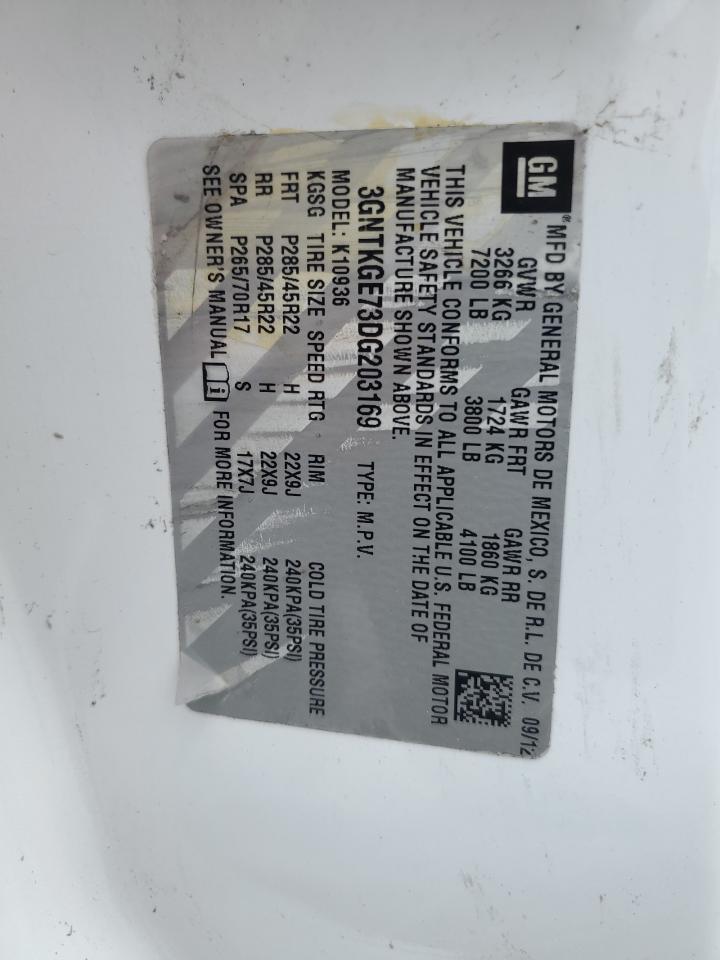 GM ® MFD BY GENERAL MOTORS DE MEXICO, S. DE R.L. DE C.V. 09/12
GVWR GAWR FRT GAWR RR
3266 KG 1724 KG 1860 KG
7200 LB 3800 LB 4100 LB
THIS VEHICLE CONFORMS TO ALL APPLICABLE U.S. FEDERAL MOTOR
VEHICLE SAFETY STANDARDS IN EFFECT ON THE DATE OF
MANUFACTURE SHOWN ABOVE.
3GNTKGE73DG203169 TYPE: M.P.V.
MODEL: K10936
KGSG TIRE SIZE SPEED RTG RIM COLD TIRE PRESSURE
FRT P285/45R22 H 22X9J 240KPA(35PSI)
RR P285/45R22 H 22X9J 240KPA(35PSI)
SPA P265/70R17 S 17X7J 240KPA(35PSI)
SEE OWNER'S MANUAL FOR MORE INFORMATION.